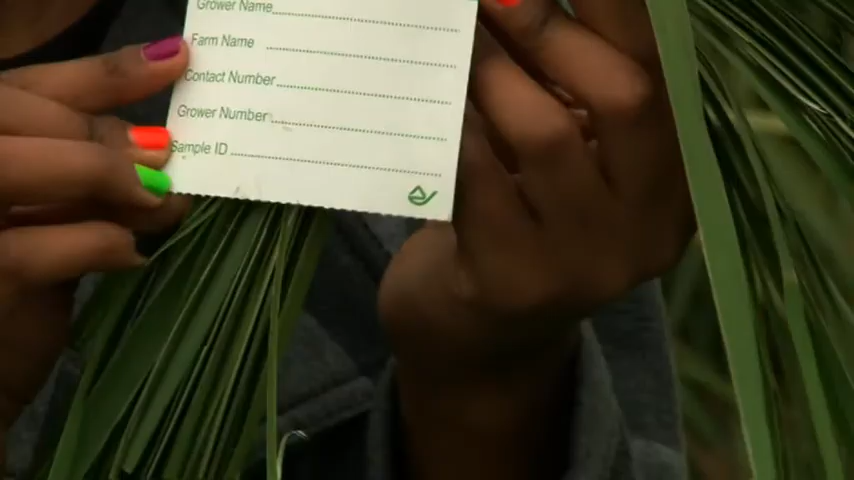 Grower Name
Farm Name
Contact Number
Grower Number
Sample ID